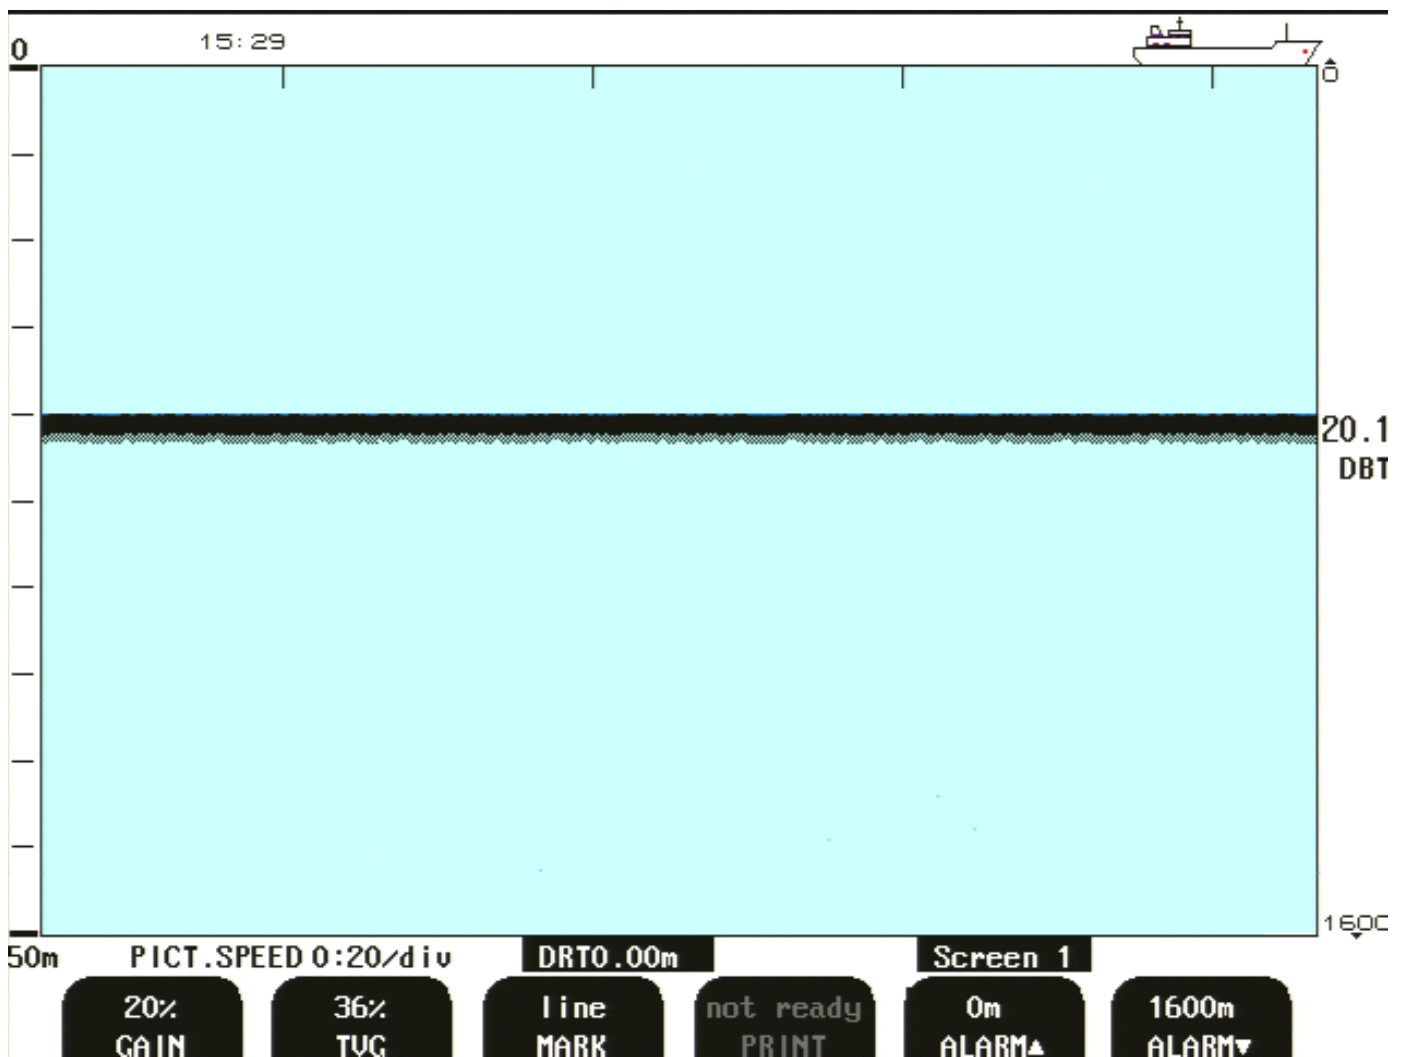 15:29
0
0
20.1
DBT
1600
50m PICT.SPEED 0:20/div DRT0.00m Screen 1
20% 36% line not ready 0m 1600m
GAIN TVG MARK PRINT ALARM▲ ALARM▼